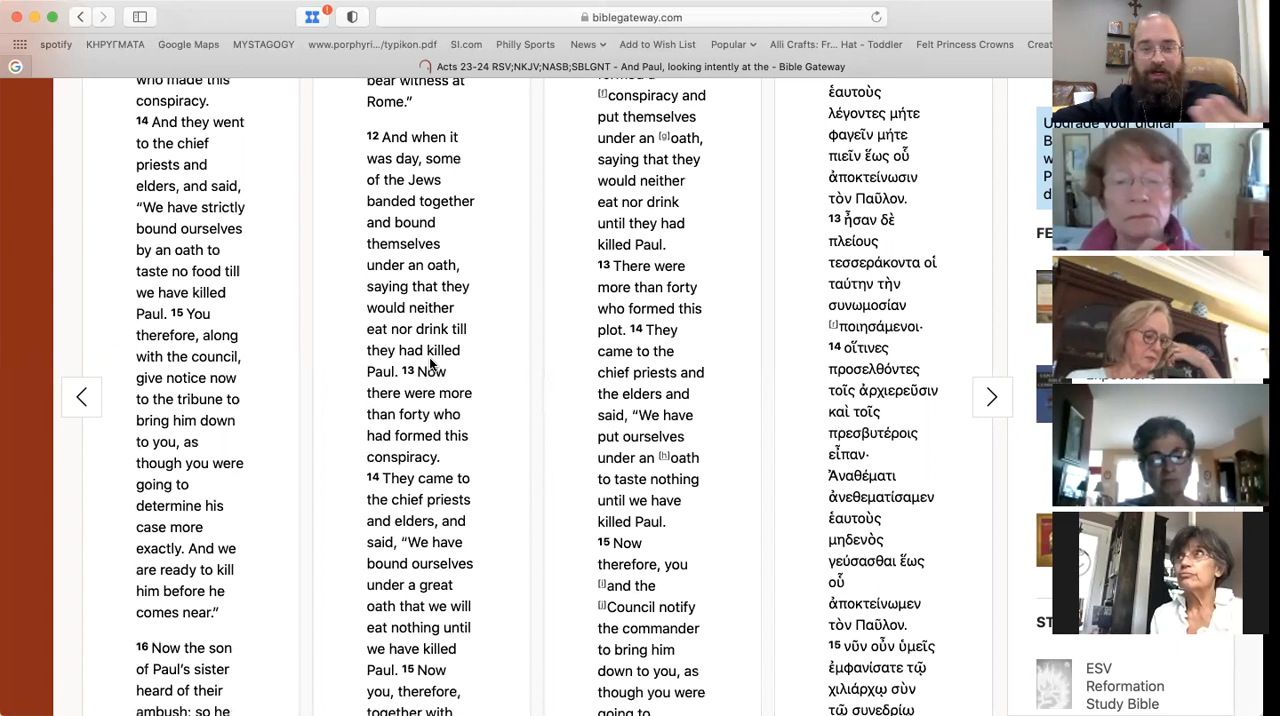 biblegateway.com
spotify
ΚΗΡΥΓΜΑΤΑ
Google Maps
MYSTAGOGY
www.porphyri.../typikon.pdf
SI.com
Philly Sports
News
Add to Wish List
Popular
Alli Crafts: Fr... Hat - Toddler
Felt Princess Crowns
Creat
Acts 23-24 RSV;NKJV;NASB;SBLGNT - And Paul, looking intently at the - Bible Gateway
who made this
conspiracy.
14 And they went
to the chief
priests and
elders, and said,
“We have strictly
bound ourselves
by an oath to
taste no food till
we have killed
Paul. 15 You
therefore, along
with the council,
give notice now
to the tribune to
bring him down
to you, as
though you were
going to
determine his
case more
exactly. And we
are ready to kill
him before he
comes near.”
16 Now the son
of Paul’s sister
heard of their
ambush; so he
bear witness at
Rome.”
12 And when it
was day, some
of the Jews
banded together
and bound
themselves
under an oath,
saying that they
would neither
eat nor drink till
they had killed
Paul. 13 Now
there were more
than forty who
had formed this
conspiracy.
14 They came to
the chief priests
and elders, and
said, “We have
bound ourselves
under a great
oath that we will
eat nothing until
we have killed
Paul. 15 Now
you, therefore,
together with
formed a
[f]conspiracy and
put themselves
under an [g]oath,
saying that they
would neither
eat nor drink
until they had
killed Paul.
13 There were
more than forty
who formed this
plot. 14 They
came to the
chief priests and
the elders and
said, “We have
put ourselves
under an [h]oath
to taste nothing
until we have
killed Paul.
15 Now
therefore, you
[i]and the
[j]Council notify
the commander
to bring him
down to you, as
though you were
going to
ἑαυτοὺς
λέγοντες μήτε
φαγεῖν μήτε
πιεῖν ἕως οὗ
ἀποκτείνωσιν
τὸν Παῦλον.
13 ἦσαν δὲ
πλείους
τεσσεράκοντα οἱ
ταύτην τὴν
συνωμοσίαν
[r]ποιησάμενοι·
14 οἵτινες
προσελθόντες
τοῖς ἀρχιερεῦσιν
καὶ τοῖς
πρεσβυτέροις
εἶπαν·
Ἀναθέματι
ἀνεθεματίσαμεν
ἑαυτοὺς
μηδενὸς
γεύσασθαι ἕως
οὗ
ἀποκτείνωμεν
τὸν Παῦλον.
15 νῦν οὖν ὑμεῖς
ἐμφανίσατε τῷ
χιλιάρχῳ σὺν
τῷ συνεδρίῳ
Upgrade your digital
B
w
P
d
FE
ST
ESV
Reformation
Study Bible